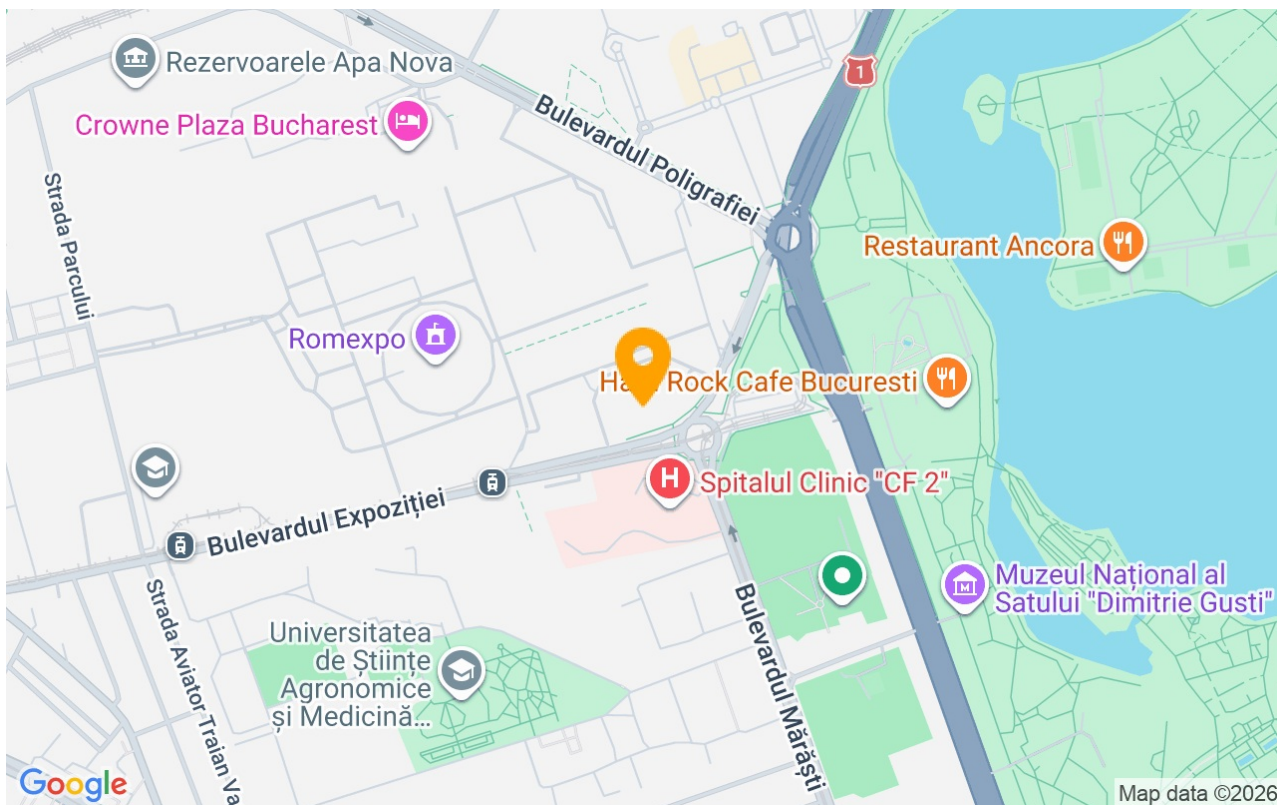 1
Rezervoarele Apa Nova
Crowne Plaza Bucharest
Bulevardul Poligrafiei
Strada Parcului
Restaurant Ancora
Romexpo
Rock Cafe Bucuresti
H
Spitalul Clinic "CF 2"
Bulevardul Expoziției
Muzeul Național al
Satului "Dimitrie Gusti"
M
Strada Aviator Traian Va
Bulevardul Mărăști
Universitatea
de Științe
Agronomice
și Medicină...
Google
Map data ©2026